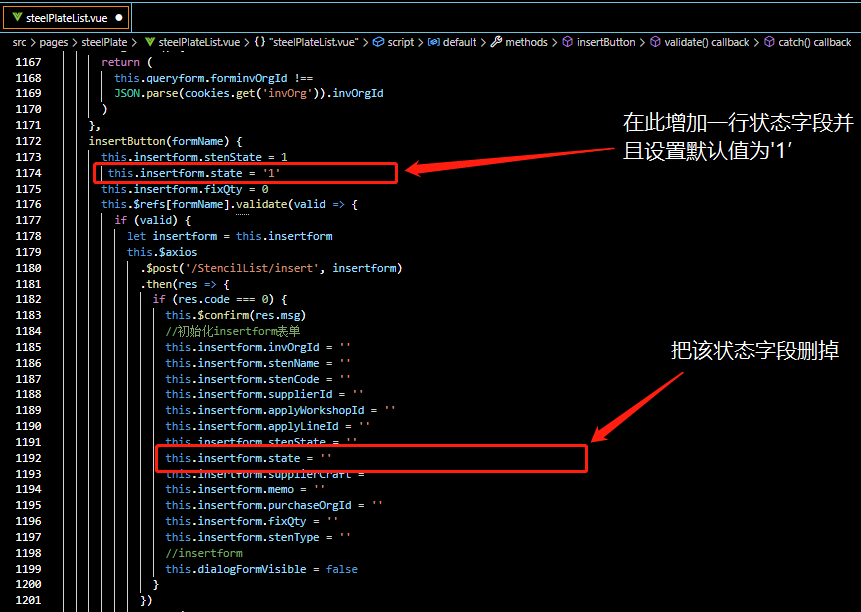 steelPlateList.vue ●
src > pages > steelPlate > steelPlateList.vue > {} "steelPlateList.vue" > script > default > methods > insertButton > validate() callback > catch() callback
1167 return (
1168 this.queryform.forminvOrgId !==
1169 JSON.parse(cookies.get('invOrg')).invOrgId
1170 )
1171 },
1172 insertButton(formName) {
1173 this.insertform.stenState = 1
1174 this.insertform.state = '1'
1175 this.insertform.fixQty = 0
1176 this.$refs[formName].validate(valid => {
1177 if (valid) {
1178 let insertform = this.insertform
1179 this.$axios
1180 .$post('/StencilList/insert', insertform)
1181 .then(res => {
1182 if (res.code === 0) {
1183 this.$confirm(res.msg)
1184 //初始化insertform表单
1185 this.insertform.invOrgId = ''
1186 this.insertform.stenName = ''
1187 this.insertform.stenCode = ''
1188 this.insertform.supplierId = ''
1189 this.insertform.applyWorkshopId = ''
1190 this.insertform.applyLineId = ''
1191 this.insertform.stenState = ''
1192 this.insertform.state = ''
1193 this.insertform.supplierCraft =
1194 this.insertform.memo = ''
1195 this.insertform.purchaseOrgId = ''
1196 this.insertform.fixQty = ''
1197 this.insertform.stenType = ''
1198 //insertform
1199 this.dialogFormVisible = false
1200 }
1201 })
在此增加一行状态字段并
且设置默认值为'1'
把该状态字段删掉